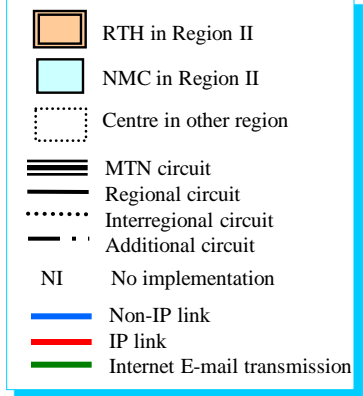 RTH in Region II
NMC in Region II
Centre in other region
MTN circuit
Regional circuit
Interregional circuit
Additional circuit
NI No implementation
Non-IP link
IP link
Internet E-mail transmission